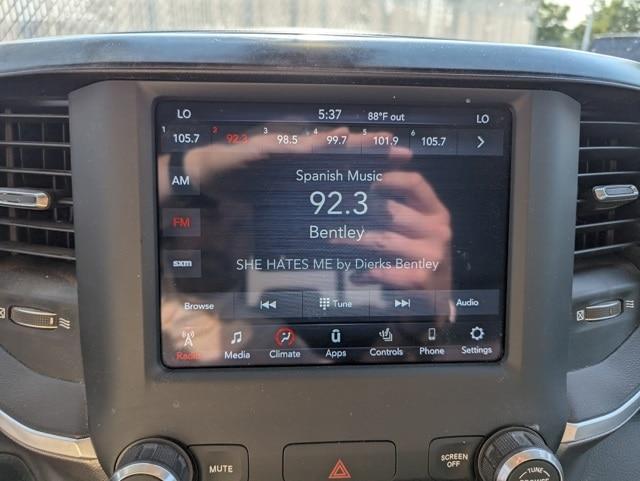 LO 5:37 88°F out LO
1 105.7 2 92.3 3 98.5 4 99.7 5 101.9 6 105.7
Spanish Music
AM
92.3
FM
Bentley
sxm
SHE HATES ME by Dierks Bentley
Browse Tune Audio
Radio Media Climate Apps Controls Phone Settings
MUTE
SCREEN OFF
TUNE
BROWSE